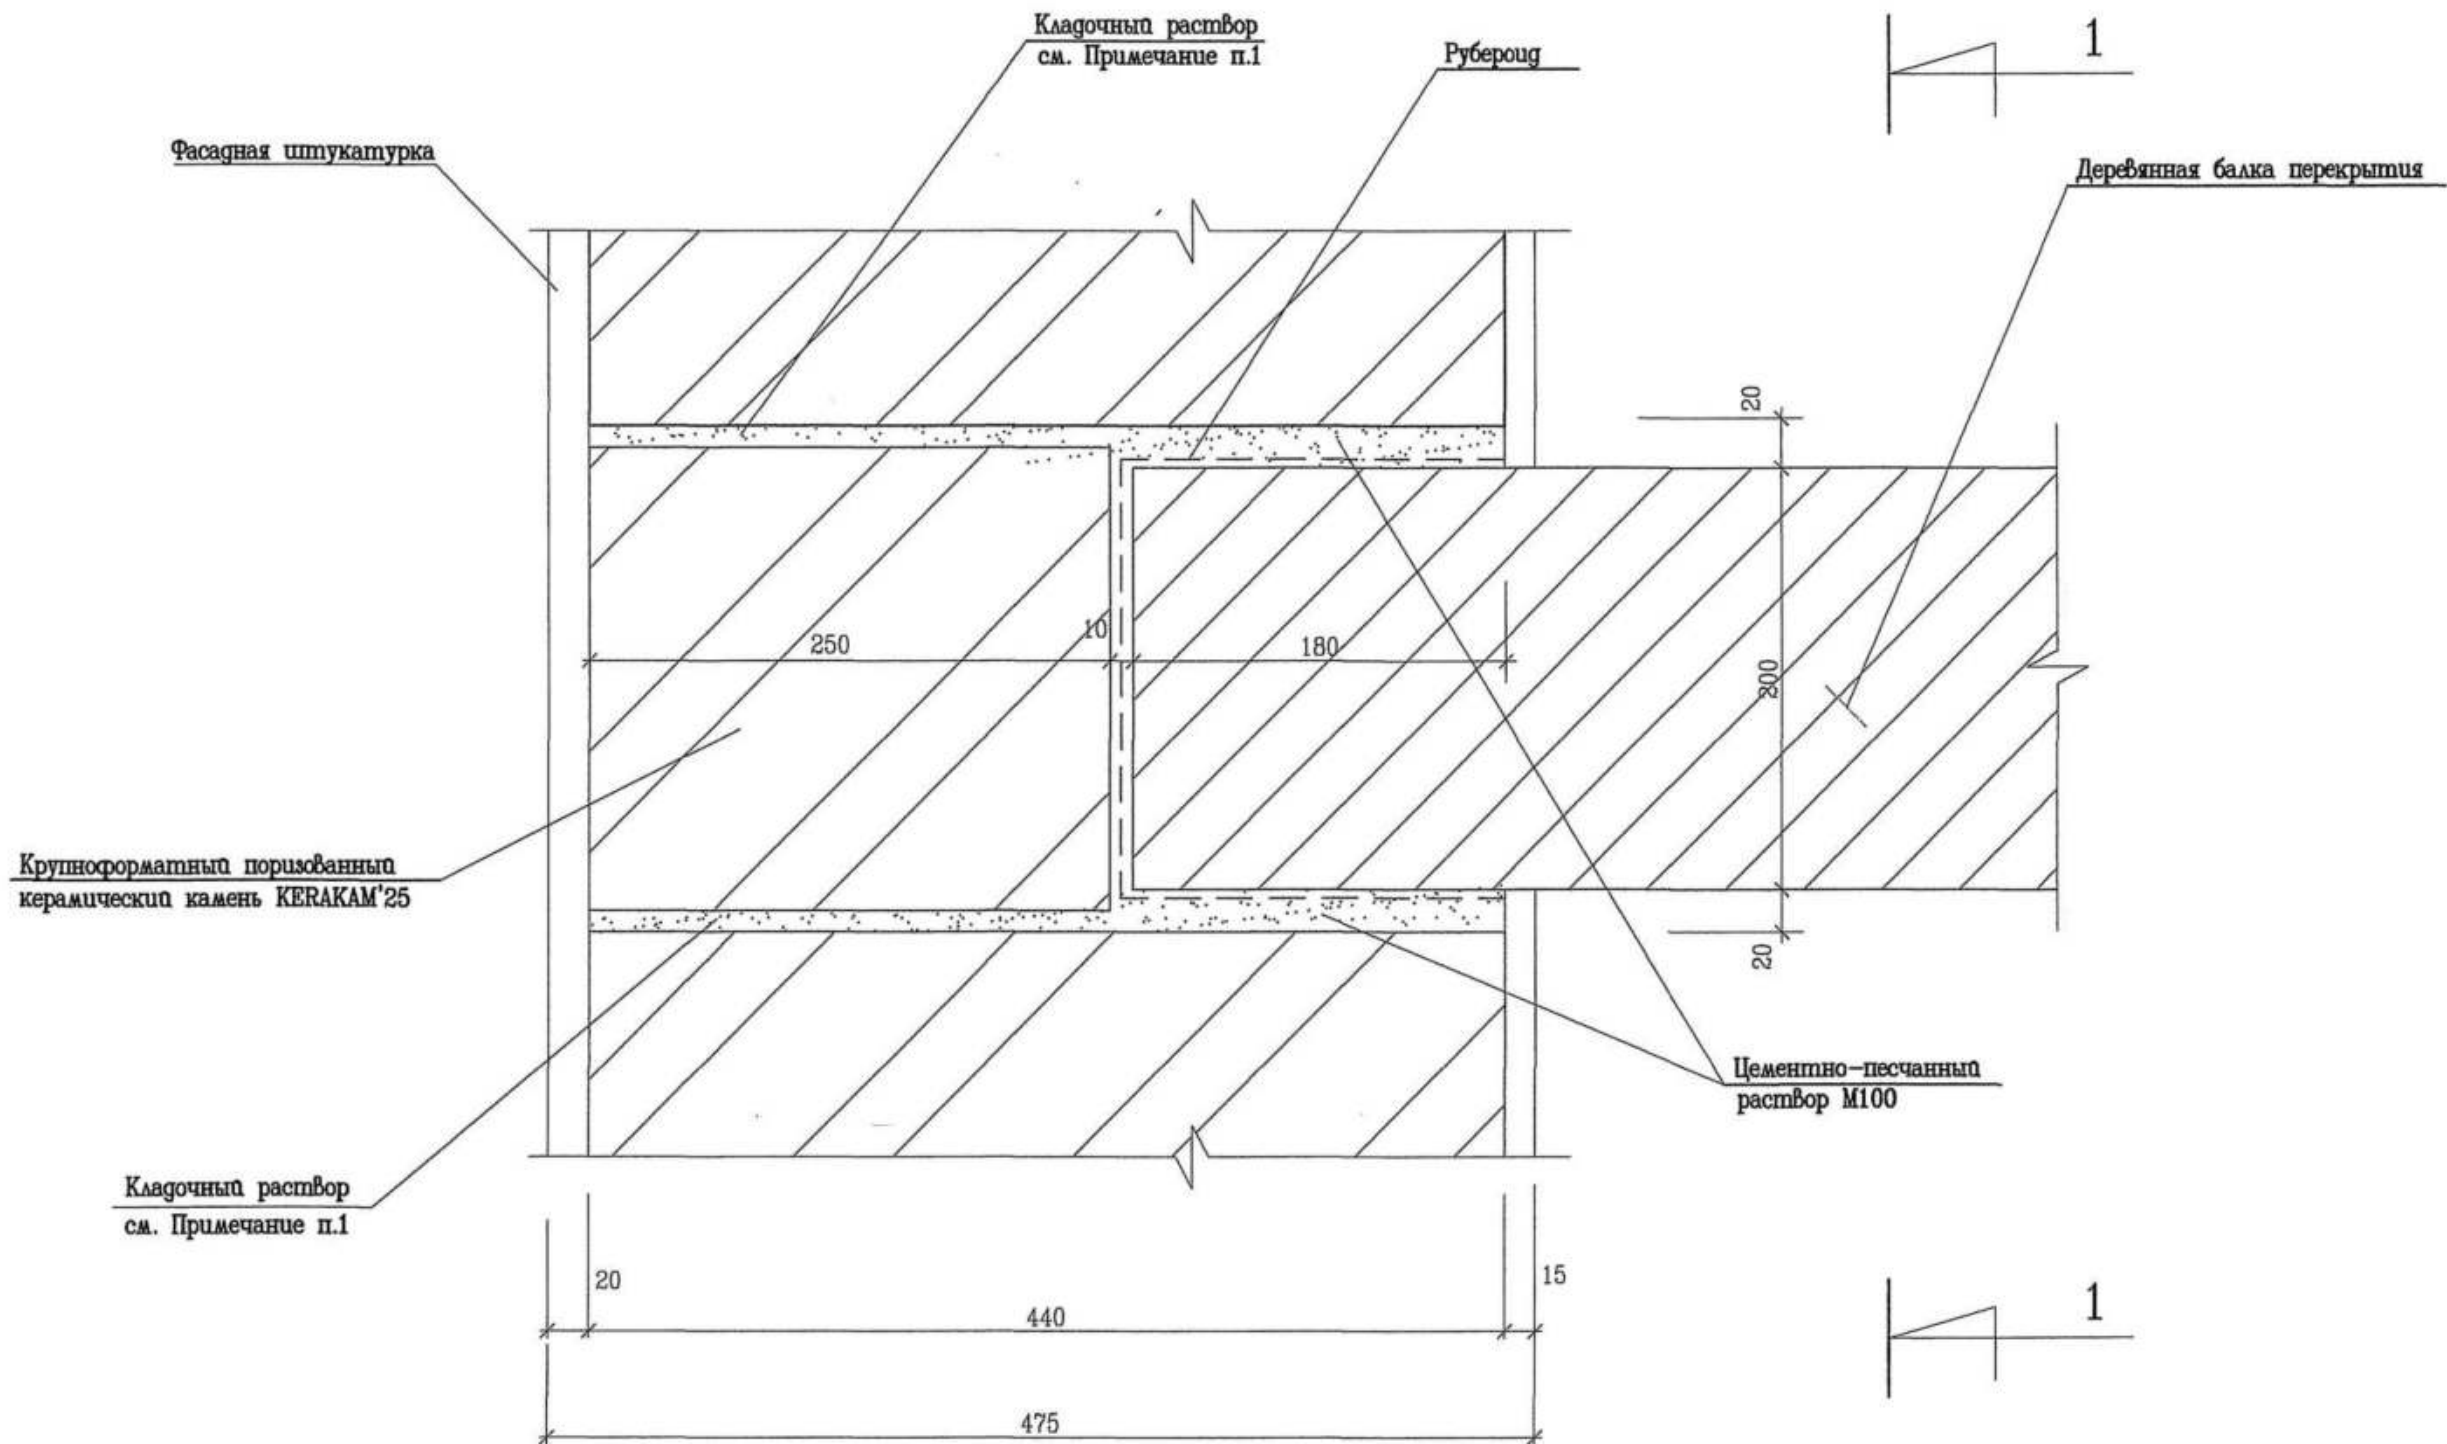 Кладочный раствор
см. Примечание п.1
Рубероид
1
Фасадная штукатурка
Деревянная балка перекрытия
20
250
10
180
200
Крупноформатный поризованный
керамический камень KERAKAM'25
20
Цементно-песчанный
раствор М100
Кладочный раствор
см. Примечание п.1
20
440
15
1
475